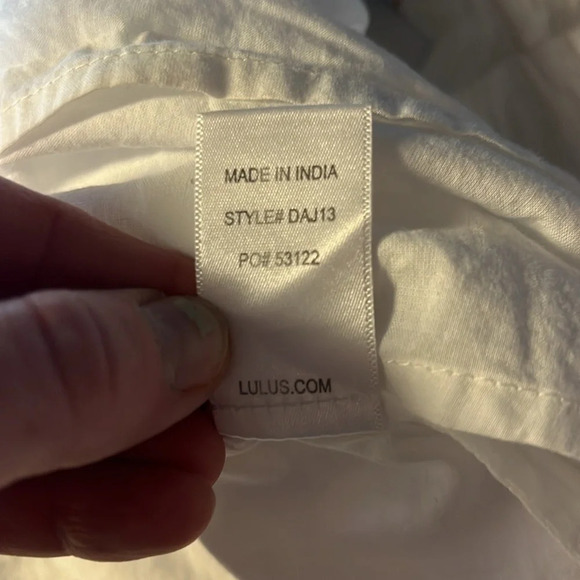 MADE IN INDIA
STYLE# DAJ13
PO# 53122
LULUS.COM